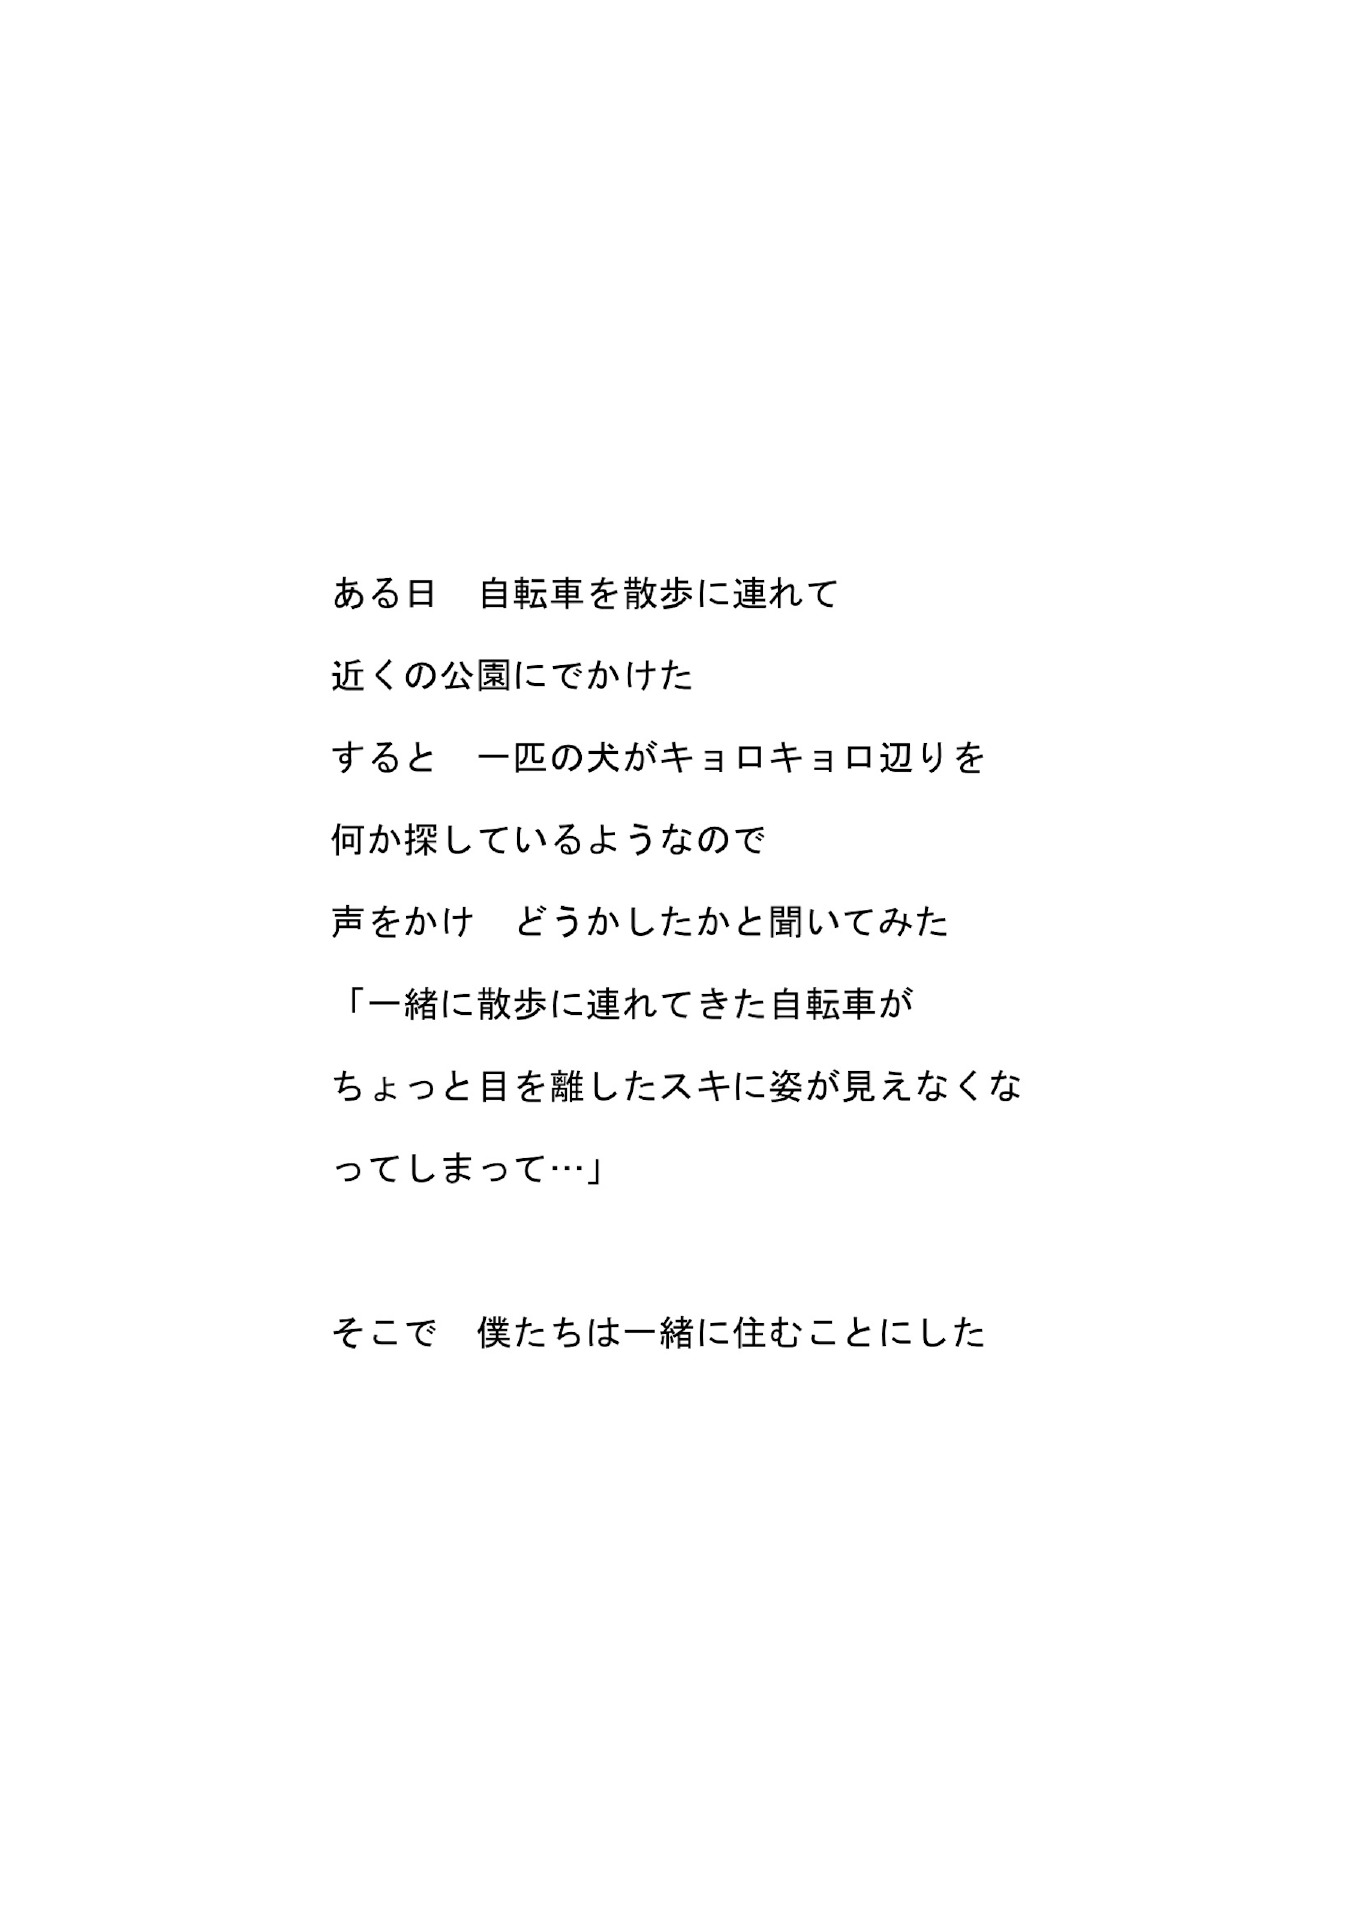 ある日　自転車を散歩に連れて
近くの公園にでかけた
すると　一匹の犬がキョロキョロ辺りを
何か探しているようなので
声をかけ　どうかしたかと聞いてみた
「一緒に散歩に連れてきた自転車が
ちょっと目を離したスキに姿が見えなくな
ってしまって…」
そこで　僕たちは一緒に住むことにした